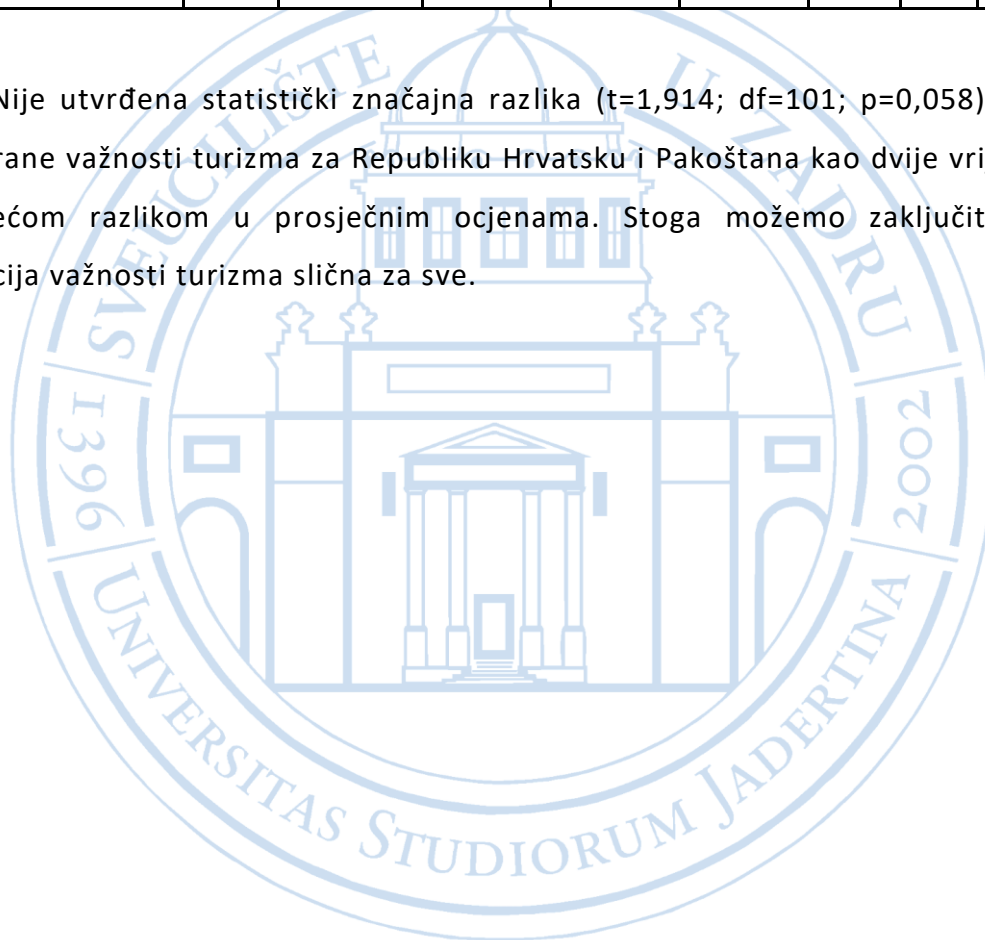 Nije utvrđena statistički značajna razlika (t=1,914; df=101; p=0,058)
rane važnosti turizma za Republiku Hrvatsku i Pakoštana kao dvije vrij
ećom razlikom u prosječnim ocjenama. Stoga možemo zaključit
cija važnosti turizma slična za sve.
SVEUČILIŠTE U ZADRU
1396
2002
UNIVERSITAS STUDIORUM JADERTINA